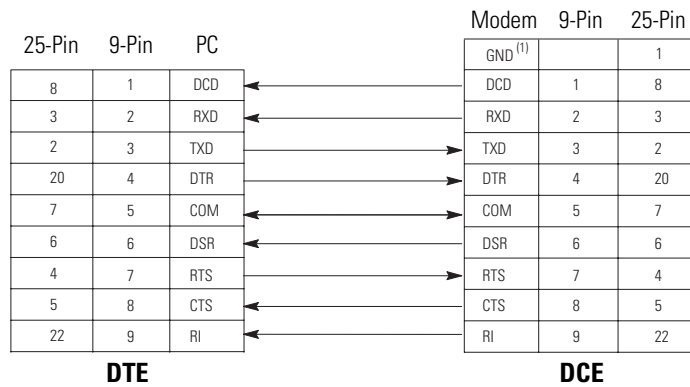 Modem 9-Pin 25-Pin
25-Pin 9-Pin PC
GND (1) 1
8 1 DCD DCD 1 8
3 2 RXD RXD 2 3
2 3 TXD TXD 3 2
20 4 DTR DTR 4 20
7 5 COM COM 5 7
6 6 DSR DSR 6 6
4 7 RTS RTS 7 4
5 8 CTS CTS 8 5
22 9 RI RI 9 22
DTE DCE